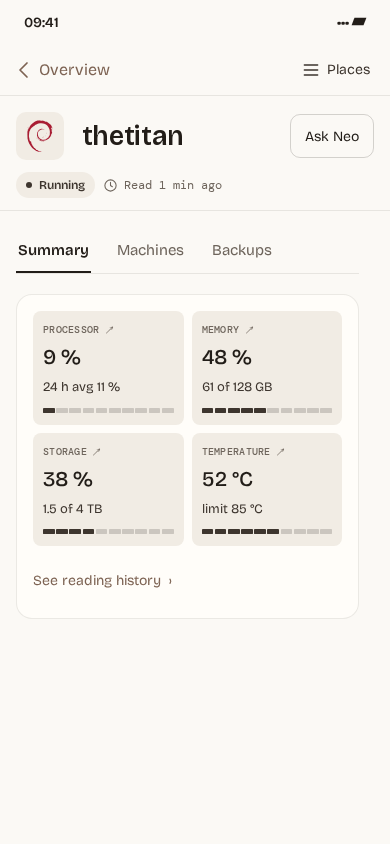 09:41
Overview
Places
thetitan
Ask Neo
Running
Read 1 min ago
Summary
Machines
Backups
PROCESSOR ↗
9 %
24 h avg 11 %
MEMORY ↗
48 %
61 of 128 GB
STORAGE ↗
38 %
1.5 of 4 TB
TEMPERATURE ↗
52 °C
limit 85 °C
See reading history ›